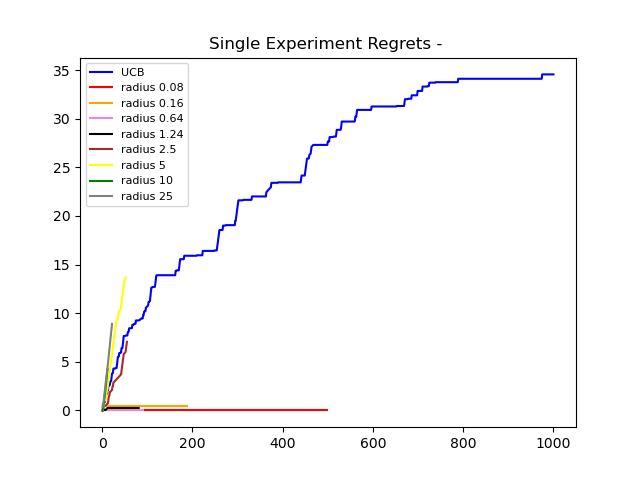 Single Experiment Regrets -
UCB
radius 0.08
radius 0.16
radius 0.64
radius 1.24
radius 2.5
radius 5
radius 10
radius 25
35
30
25
20
15
10
5
0
0 200 400 600 800 1000